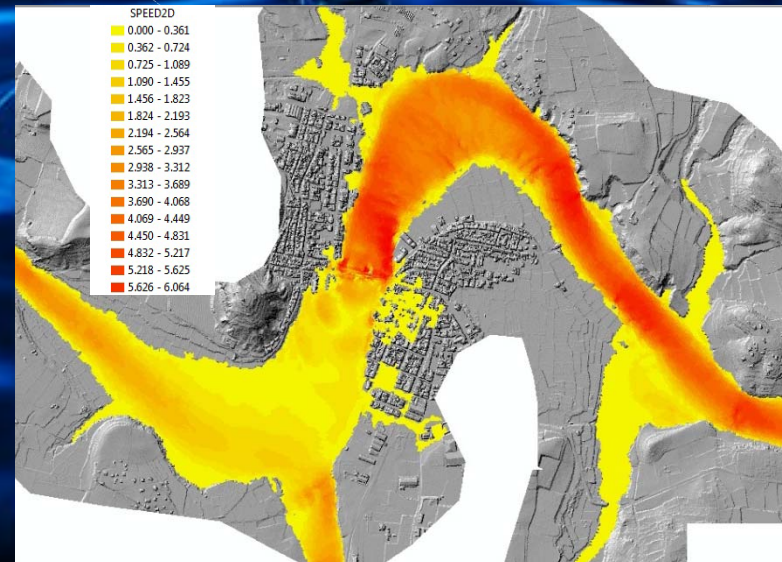 SPEED2D
0.000 - 0.361
0.362 - 0.724
0.725 - 1.089
1.090 - 1.455
1.456 - 1.823
1.824 - 2.193
2.194 - 2.564
2.565 - 2.937
2.938 - 3.312
3.313 - 3.689
3.690 - 4.068
4.069 - 4.449
4.450 - 4.831
4.832 - 5.217
5.218 - 5.625
5.626 - 6.064